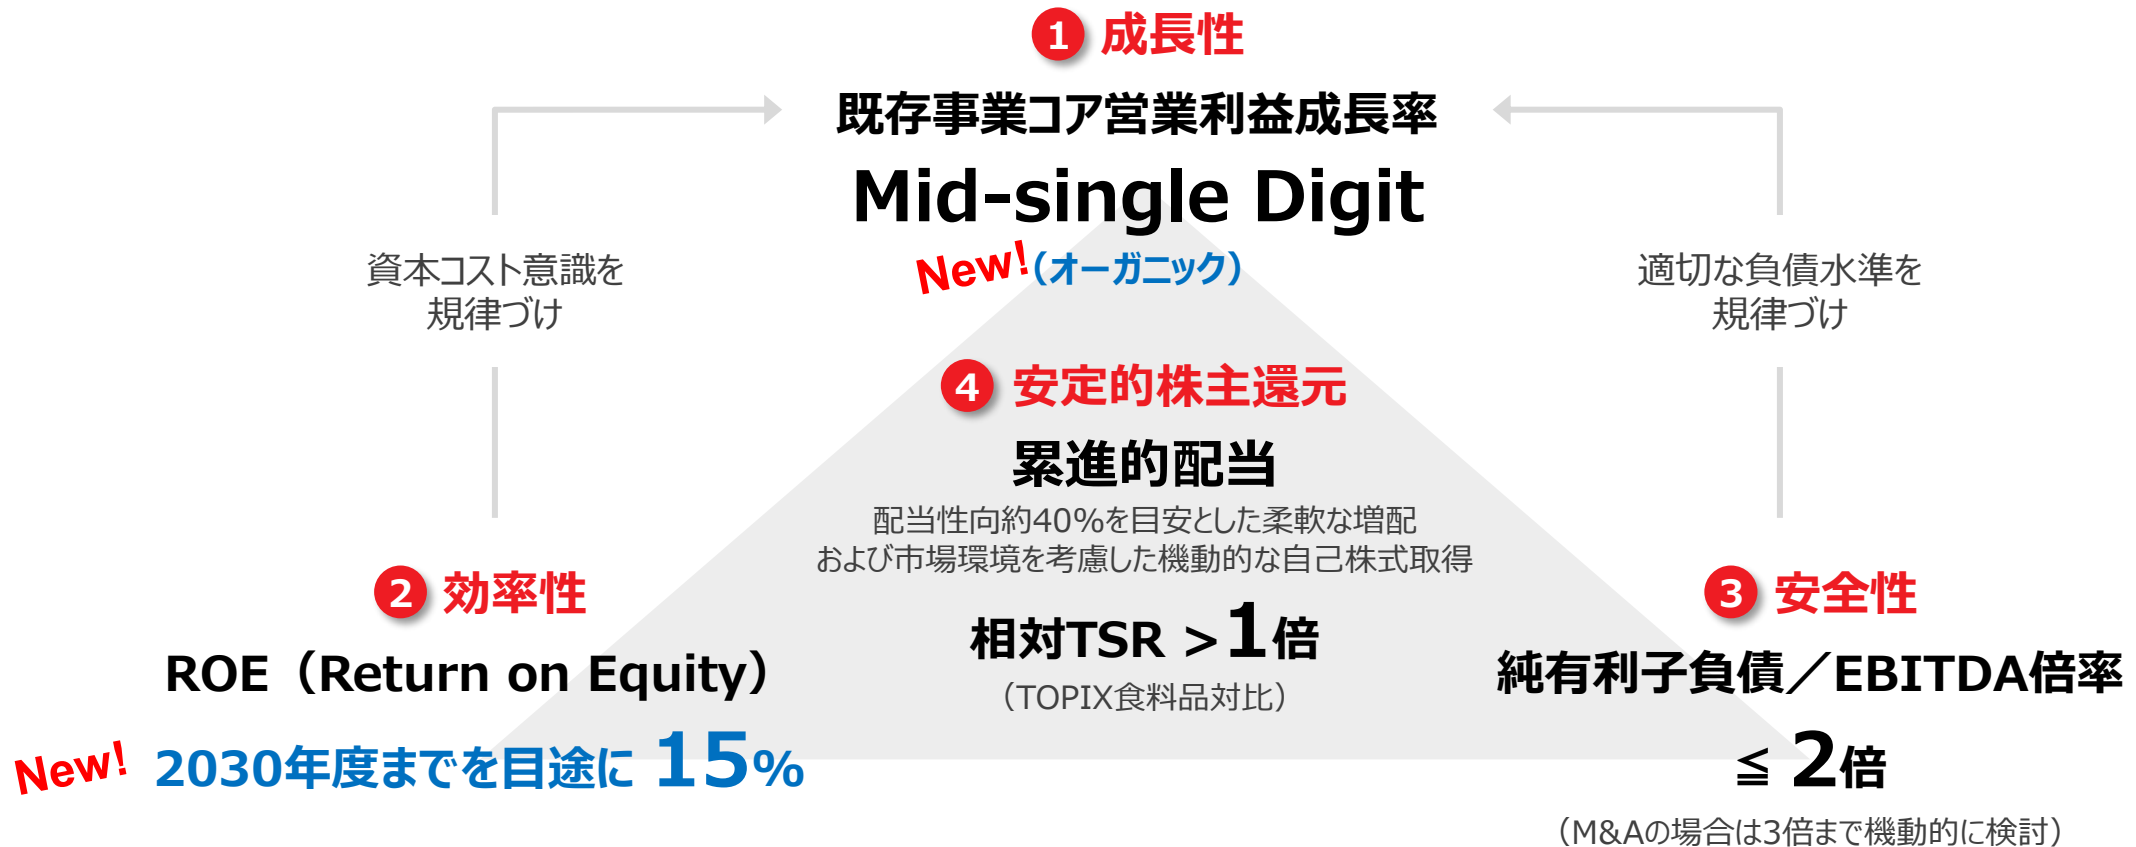 1 成長性
既存事業コア営業利益成長率
Mid-single Digit
New!（オーガニック）
資本コスト意識を
規律づけ
適切な負債水準を
規律づけ
4 安定的株主還元
累進的配当
配当性向約40%を目安とした柔軟な増配
および市場環境を考慮した機動的な自己株式取得
相対TSR >1倍
（TOPIX食料品対比）
2 効率性
ROE（Return on Equity）
New! 2030年度までを目途に 15%
3 安全性
純有利子負債／EBITDA倍率
≦ 2倍
（M&Aの場合は3倍まで機動的に検討）